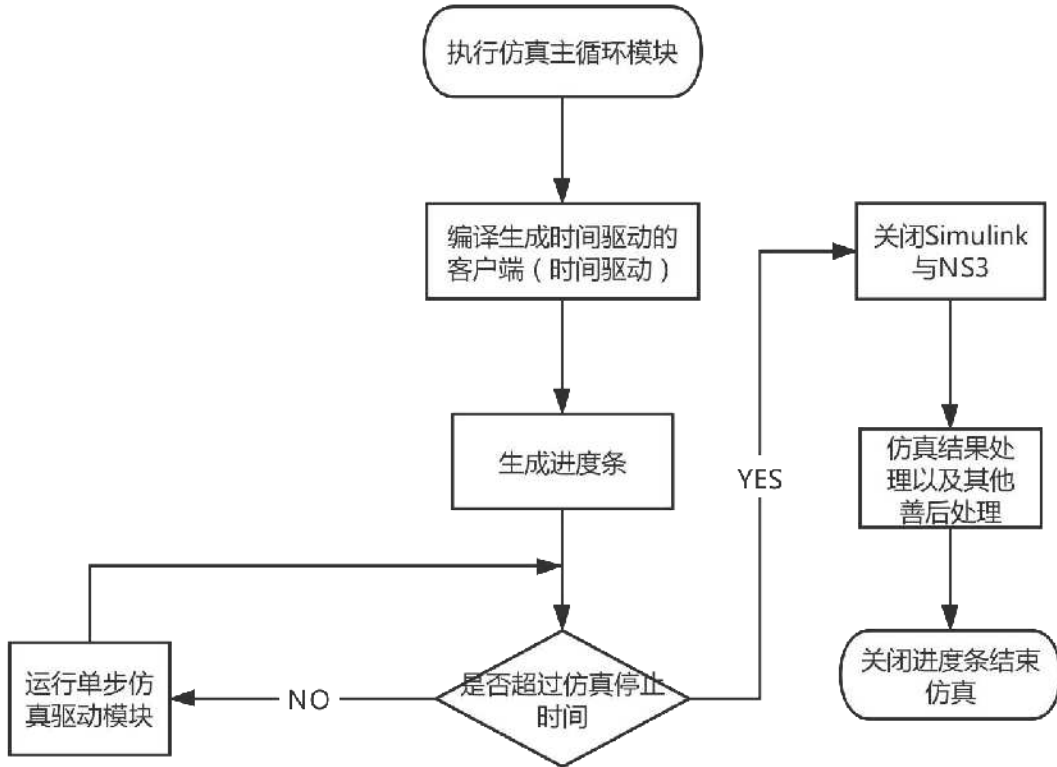 执行仿真主循环模块
编译生成时间驱动的
客户端（时间驱动）
生成进度条
是否超过仿真停止
时间
NO
运行单步仿
真驱动模块
YES
关闭Simulink
与NS3
仿真结果处
理以及其他
善后处理
关闭进度条结束
仿真